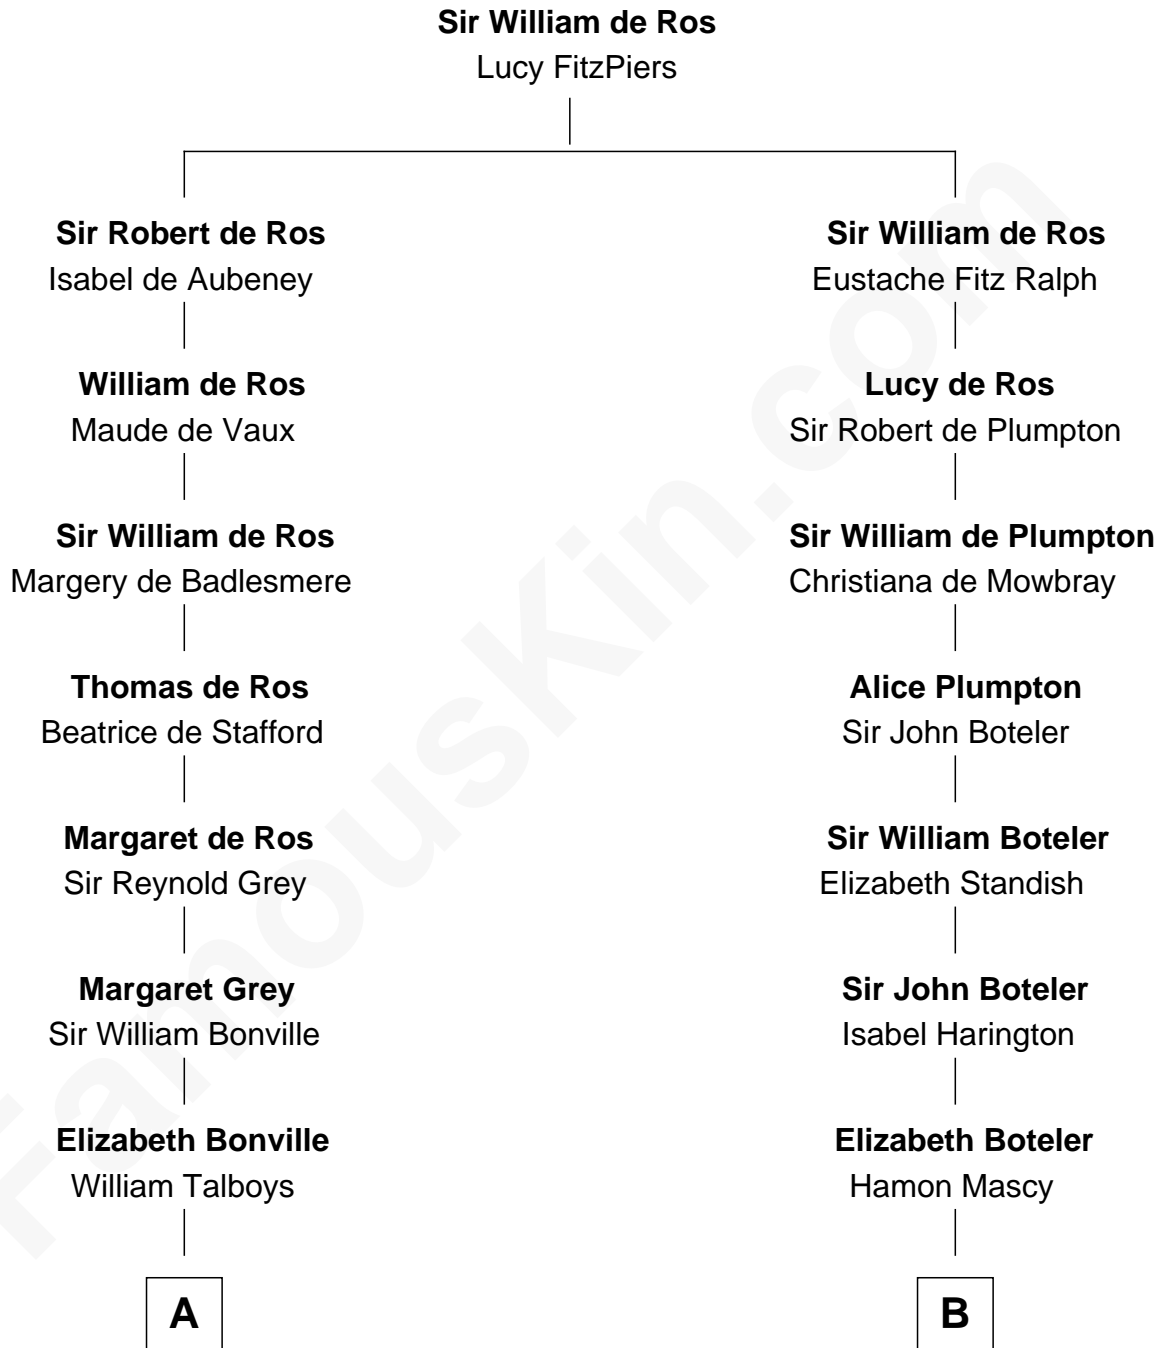 Sir William de Ros
Lucy FitzPiers
Sir Robert de Ros
Isabel de Aubeney
William de Ros
Maude de Vaux
Sir William de Ros
Margery de Badlesmere
Thomas de Ros
Beatrice de Stafford
Margaret de Ros
Sir Reynold Grey
Margaret Grey
Sir William Bonville
Elizabeth Bonville
William Talboys
A
Sir William de Ros
Eustache Fitz Ralph
Lucy de Ros
Sir Robert de Plumpton
Sir William de Plumpton
Christiana de Mowbray
Alice Plumpton
Sir John Boteler
Sir William Boteler
Elizabeth Standish
Sir John Boteler
Isabel Harington
Elizabeth Boteler
Hamon Mascy
B
FamousKin.com